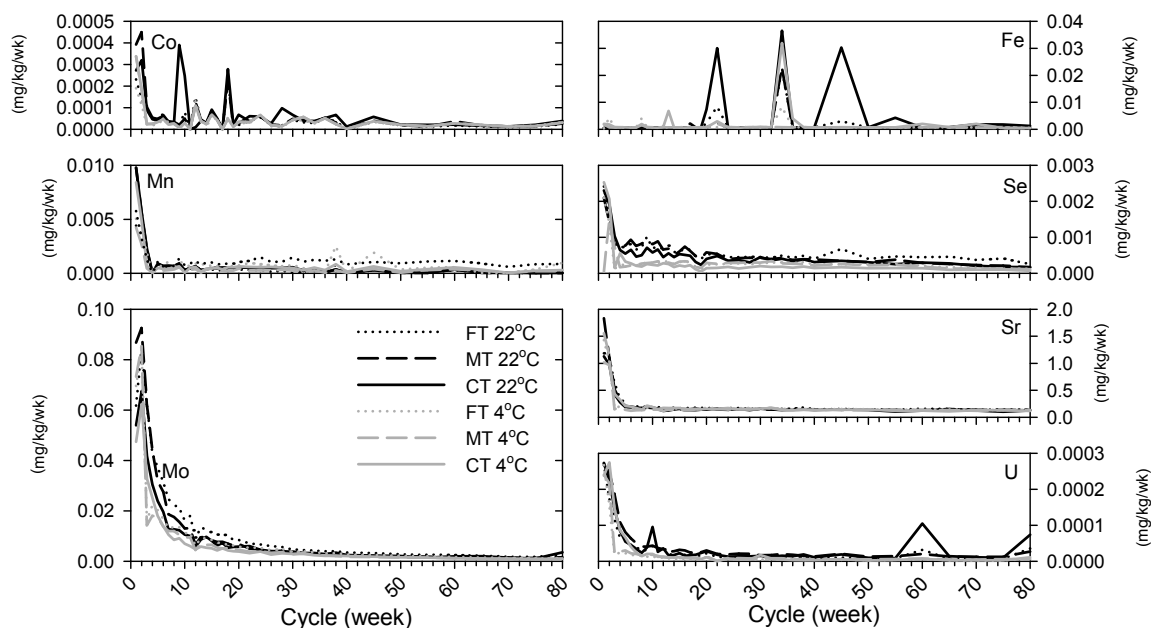 0.0005
0.0004
0.0003
0.0002
0.0001
0.0000
(mg/kg/wk)
Co
Fe
0.04
0.03
0.02
0.01
0.00
(mg/kg/wk)
0.010
0.005
0.000
(mg/kg/wk)
Mn
Se
0.003
0.002
0.001
0.000
(mg/kg/wk)
0.10
0.08
0.06
0.04
0.02
0.00
(mg/kg/wk)
Mo
FT 22°C
MT 22°C
CT 22°C
FT 4°C
MT 4°C
CT 4°C
0 10 20 30 40 50 60 70 80
Cycle (week)
Sr
2.0
1.5
1.0
0.5
0.0
(mg/kg/wk)
U
0.0003
0.0002
0.0001
0.0000
(mg/kg/wk)
0 10 20 30 40 50 60 70 80
Cycle (week)